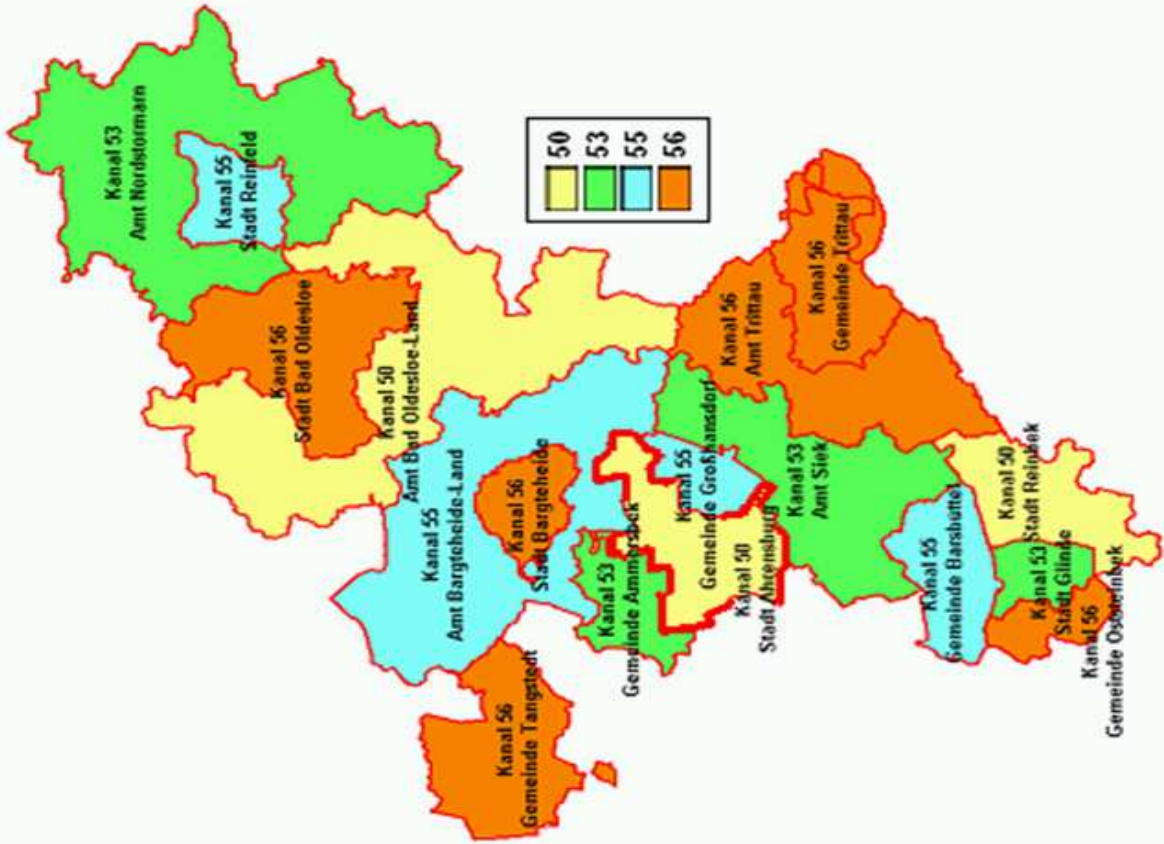 Kanal 53
Amt Nordstormarn
Kanal 55
Stadt Reinfeld
Kanal 56
Stadt Bad Oldesloe
Kanal 50
Amt Bad Oldesloe-Land
Kanal 55
Amt Bargteheide-Land
Kanal 56
Stadt Bargteheide
Kanal 56
Gemeinde Tangstedt
Kanal 53
Gemeinde Ammersbek
Kanal 55
Gemeinde Großhansdorf
Kanal 50
Stadt Ahrensburg
Kanal 53
Amt Siek
Kanal 56
Amt Trittau
Kanal 56
Gemeinde Trittau
Kanal 55
Gemeinde Barsbüttel
Kanal 50
Stadt Reinbek
Kanal 53
Stadt Glinde
Kanal 56
Gemeinde Oststeinbek
50
53
55
56